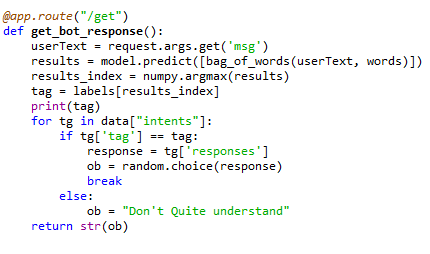 @app.route("/get")
def get_bot_response():
    userText = request.args.get('msg')
    results = model.predict([bag_of_words(userText, words)])
    results_index = numpy.argmax(results)
    tag = labels[results_index]
    print(tag)
    for tg in data["intents"]:
        if tg['tag'] == tag:
            response = tg['responses']
            ob = random.choice(response)
            break
        else:
            ob = "Don't Quite understand"
    return str(ob)